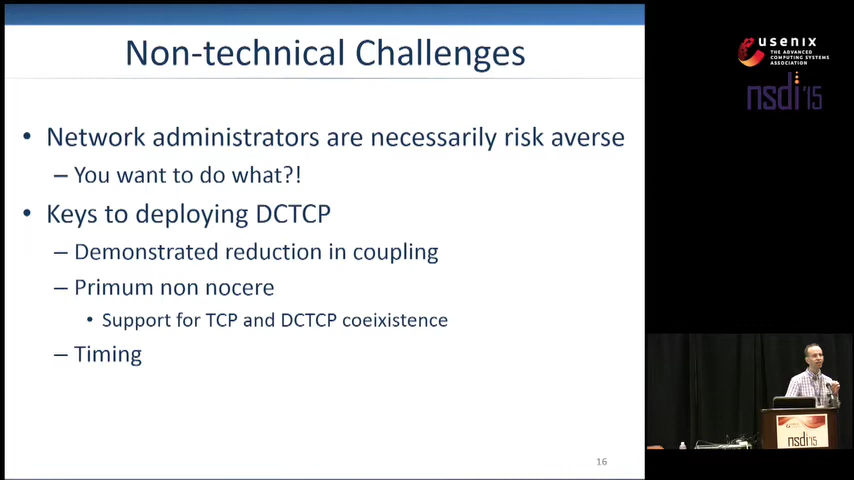 Non-technical Challenges
• Network administrators are necessarily risk averse
– You want to do what?!
• Keys to deploying DCTCP
– Demonstrated reduction in coupling
– Primum non nocere
• Support for TCP and DCTCP coeixistence
– Timing
16
usenix
THE ADVANCED
COMPUTING SYSTEMS
ASSOCIATION
nsdi'15
nsdi'15